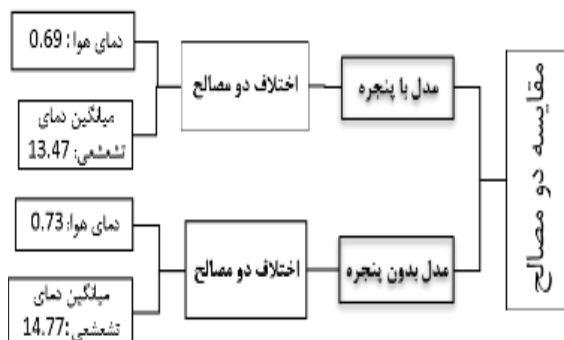 مقایسه دو مصالح
مدل با پنجره
اختلاف دو مصالح
دمای هوا: 0.69
میانگین دمای
تشعشعی: 13.47
مدل بدون پنجره
اختلاف دو مصالح
دمای هوا: 0.73
میانگین دمای
تشعشعی: 14.77